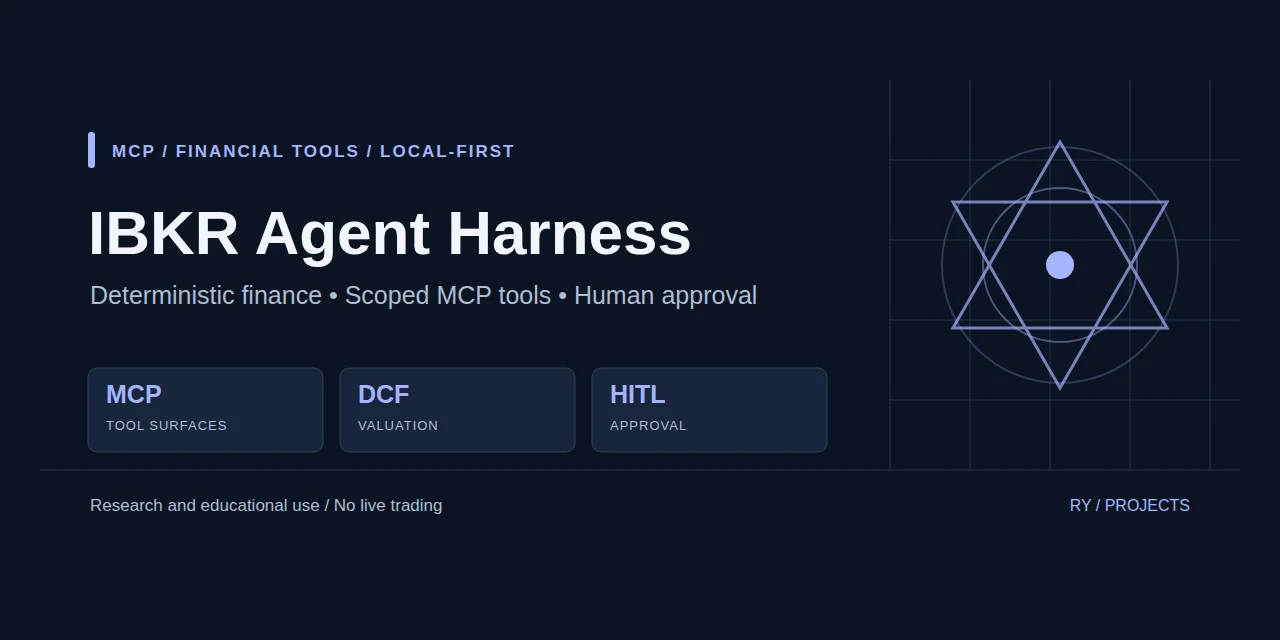 MCP / FINANCIAL TOOLS / LOCAL-FIRST
IBKR Agent Harness
Deterministic finance • Scoped MCP tools • Human approval
MCP
TOOL SURFACES
DCF
VALUATION
HITL
APPROVAL
Research and educational use / No live trading
RY / PROJECTS